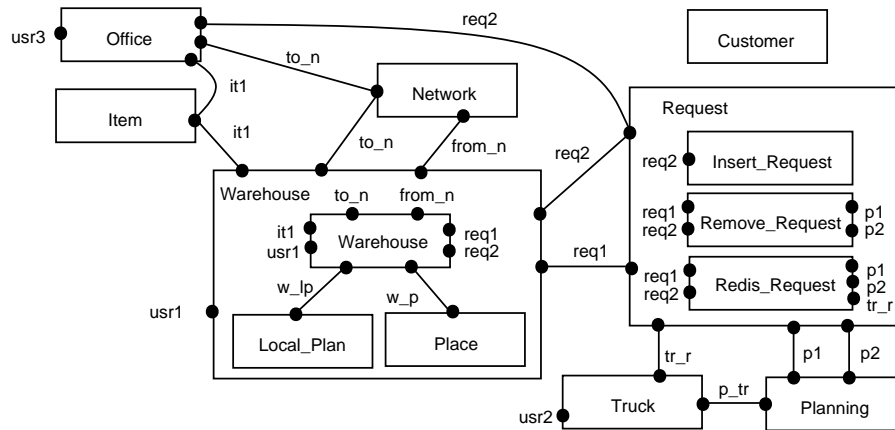 req2
Customer
usr3
Office
to_n
it1
Network
Request
Item
it1
to_n
from_n
req2
req2
Insert_Request
Warehouse
to_n
from_n
req1
req2
Remove_Request
p1
p2
it1
usr1
Warehouse
req1
req2
req1
req1
req2
Redis_Request
p1
p2
tr_r
w_lp
w_p
usr1
Local_Plan
Place
tr_r
p1
p2
p_tr
usr2
Truck
Planning